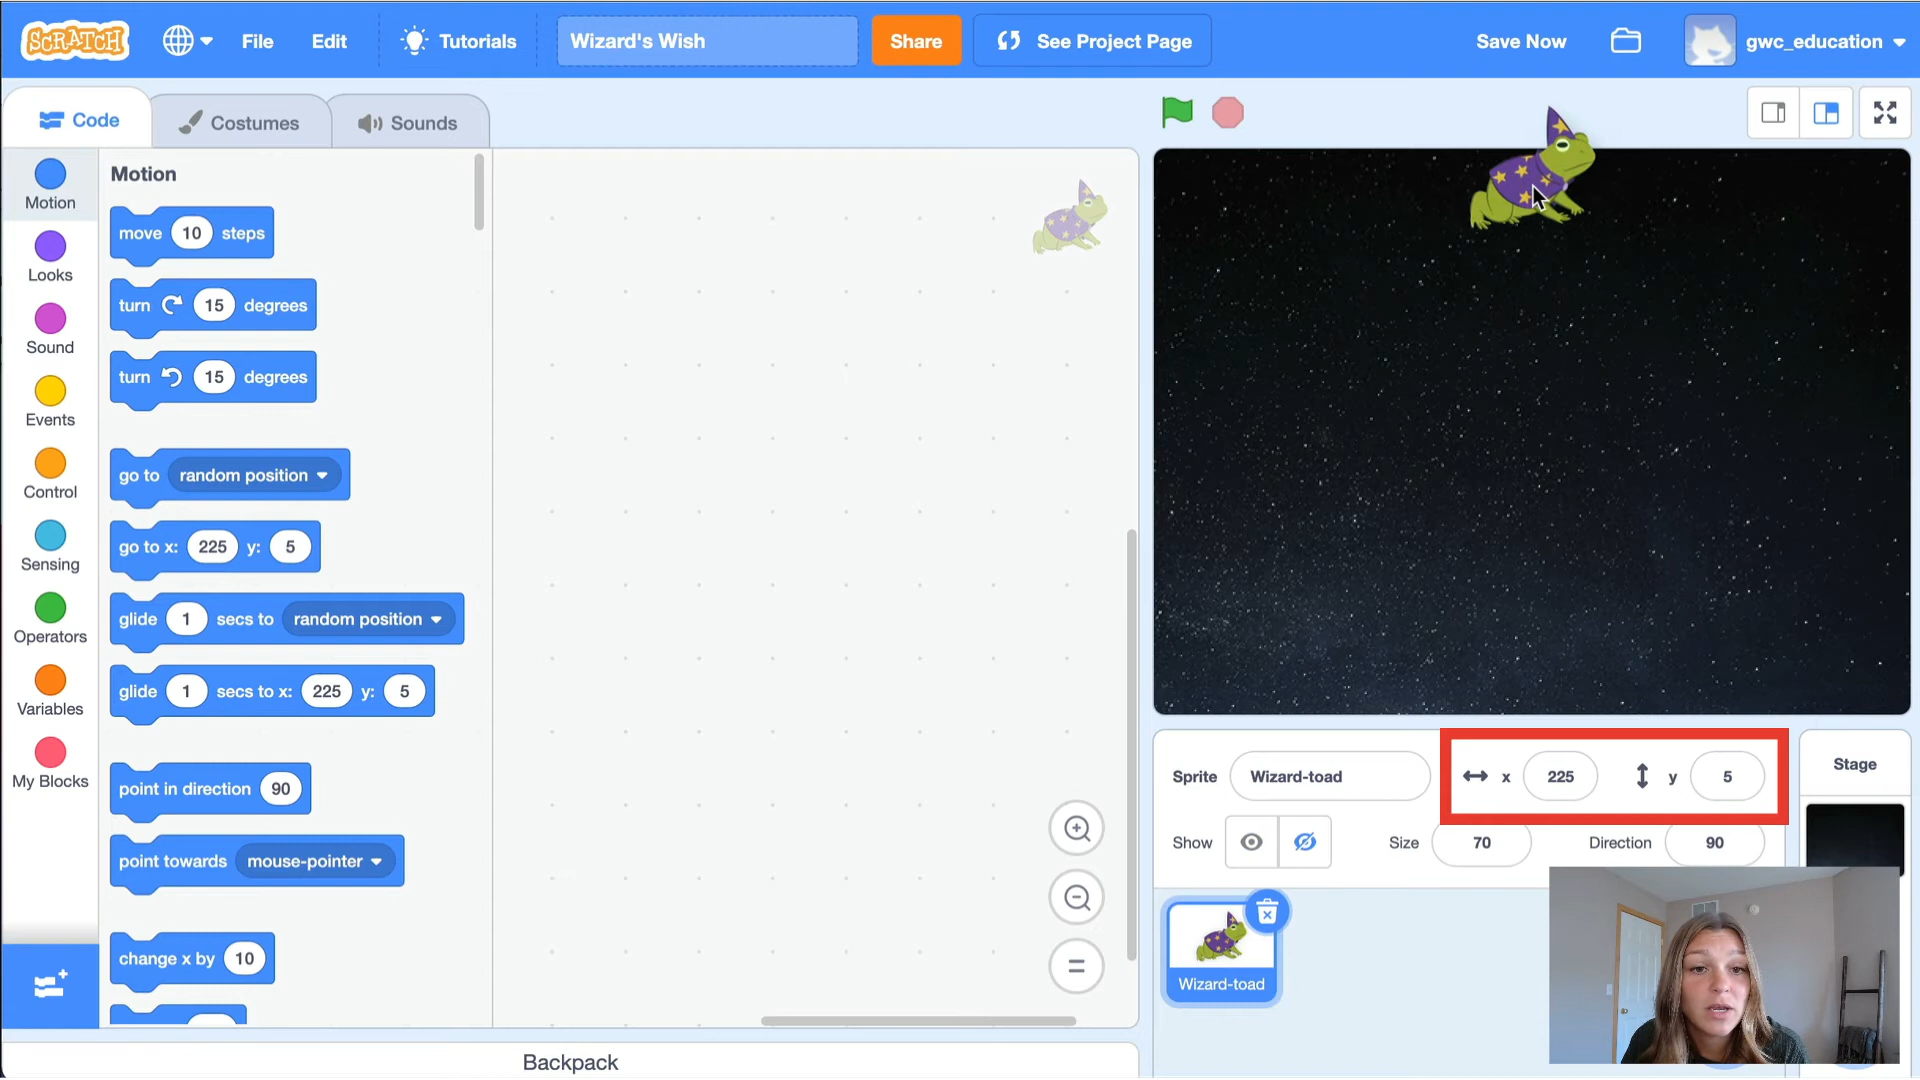 SCRATCH File Edit Tutorials Wizard's Wish Share See Project Page Save Now gwc_education
Code Costumes Sounds
Motion
Looks
Sound
Events
Control
Sensing
Operators
Variables
My Blocks
Motion
move 10 steps
turn 15 degrees
turn 15 degrees
go to random position
go to x: 225 y: 5
glide 1 secs to random position
glide 1 secs to x: 225 y: 5
point in direction 90
point towards mouse-pointer
change x by 10
Backpack
Sprite Wizard-toad x 225 y 5
Show Size 70 Direction 90
Wizard-toad
Stage